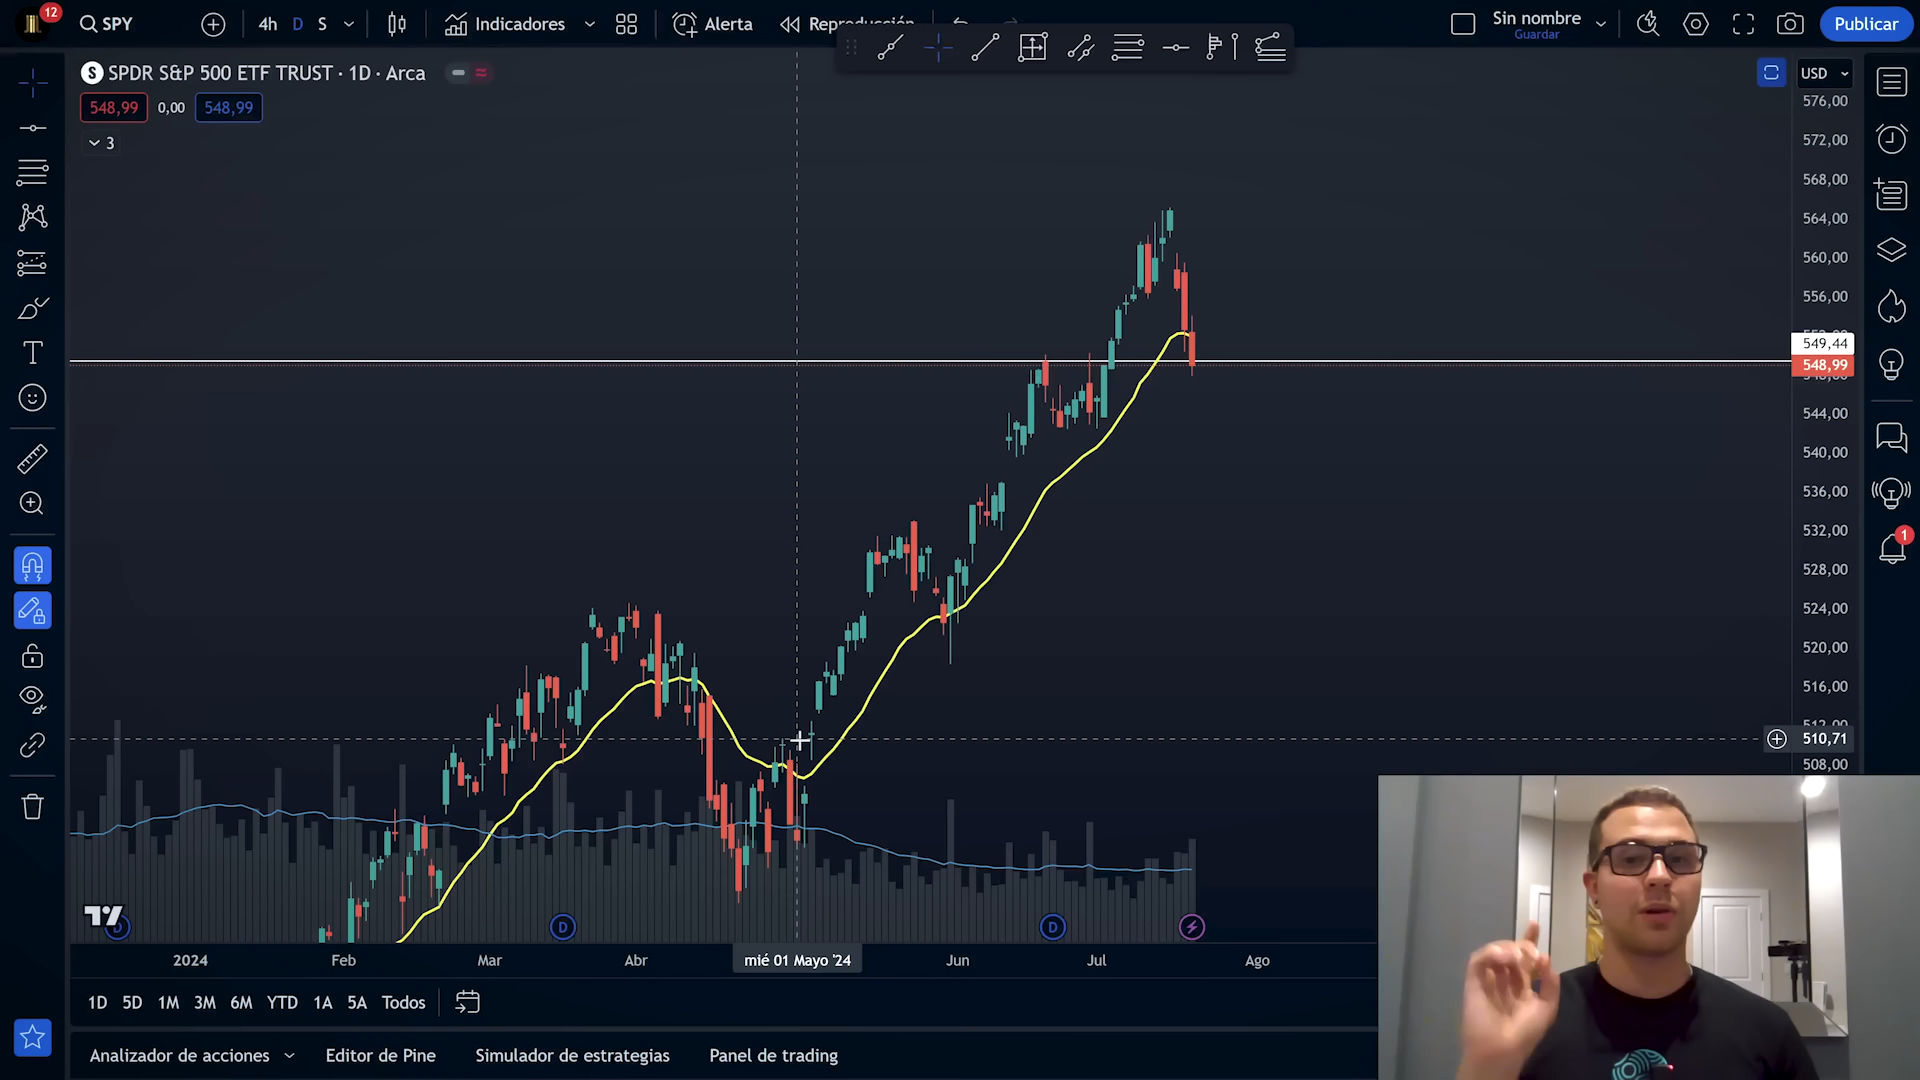 12
SPY
4h D S
Indicadores
Alerta
Reproducción
Sin nombre
Guardar
Publicar
SPDR S&P 500 ETF TRUST · 1D · Arca
548,99 0,00 548,99
3
USD
576,00
572,00
568,00
564,00
560,00
556,00
549,44
548,99
544,00
540,00
536,00
532,00
528,00
524,00
520,00
516,00
512,00
510,71
508,00
1
D
D
D
2024 Feb Mar Abr mié 01 Mayo '24 Jun Jul Ago
1D 5D 1M 3M 6M YTD 1A 5A Todos
Analizador de acciones Editor de Pine Simulador de estrategias Panel de trading